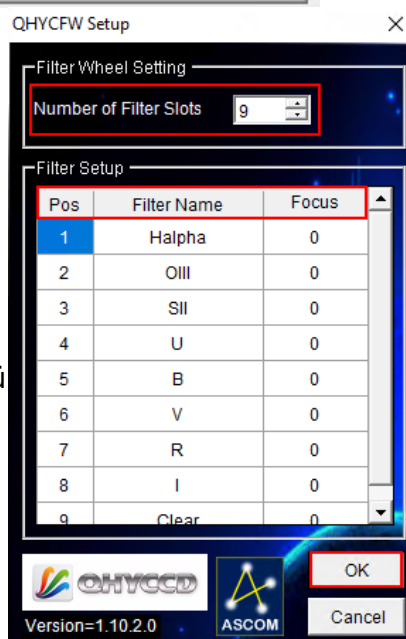 QHYCFW Setup
Filter Wheel Setting
Number of Filter Slots 9
Filter Setup
Pos Filter Name Focus
1 Halpha 0
2 OIII 0
3 SII 0
4 U 0
ü
5 B 0
6 V 0
7 R 0
8 I 0
9 Clear 0
QHYCCD
OK
Version=1.10.2.0 ASCOM Cancel